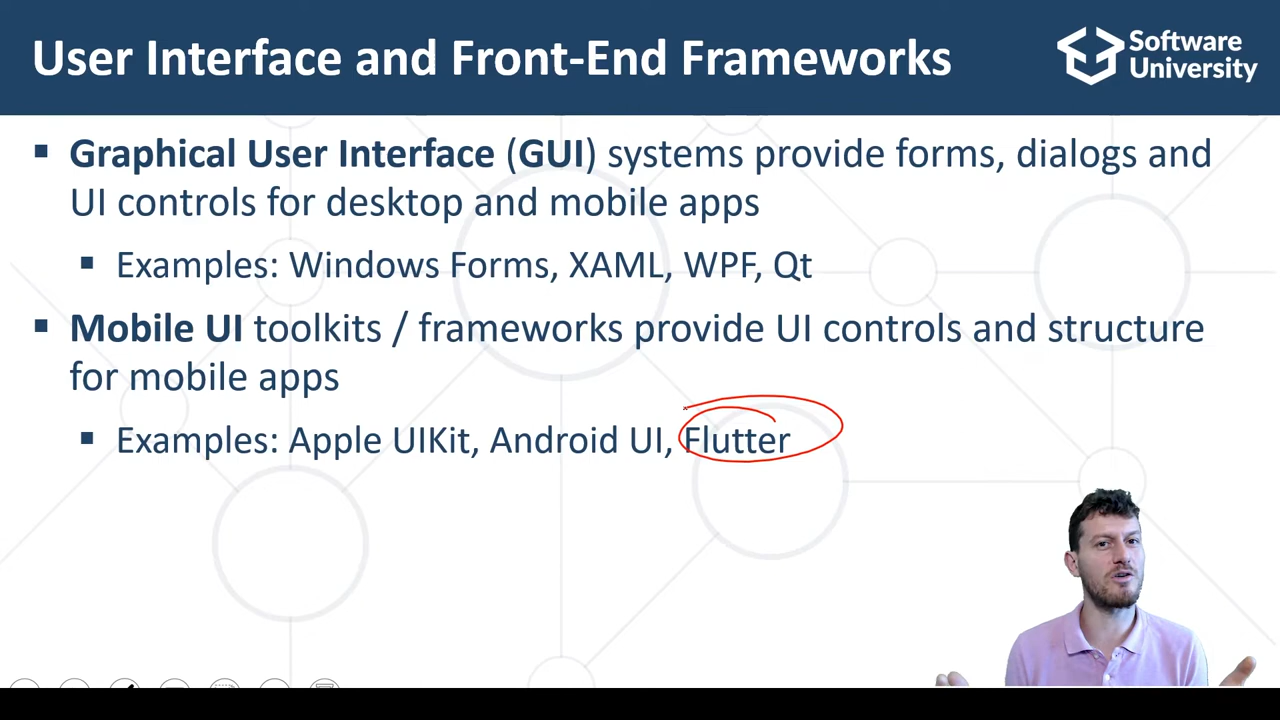 User Interface and Front-End Frameworks
Software
University
▪ Graphical User Interface (GUI) systems provide forms, dialogs and
UI controls for desktop and mobile apps
▪ Examples: Windows Forms, XAML, WPF, Qt
▪ Mobile UI toolkits / frameworks provide UI controls and structure
for mobile apps
▪ Examples: Apple UIKit, Android UI, Flutter